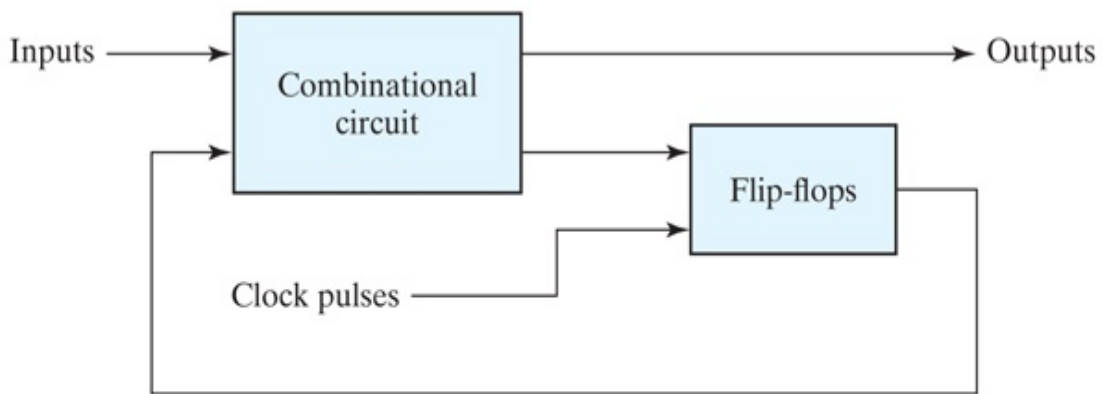 Inputs
Combinational
circuit
Outputs
Flip-flops
Clock pulses